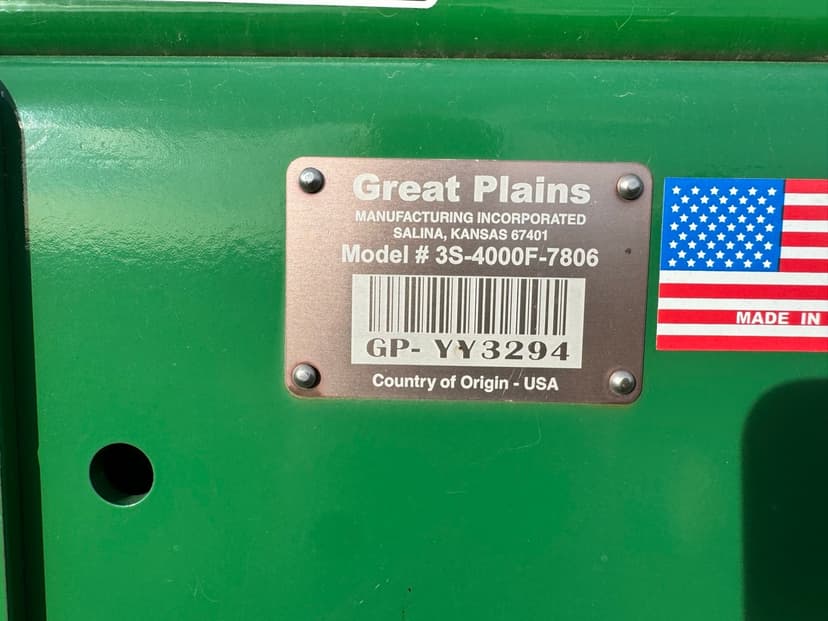 Great Plains
MANUFACTURING INCORPORATED
SALINA, KANSAS 67401
Model # 3S-4000F-7806
GP- YY3294
Country of Origin - USA
MADE IN